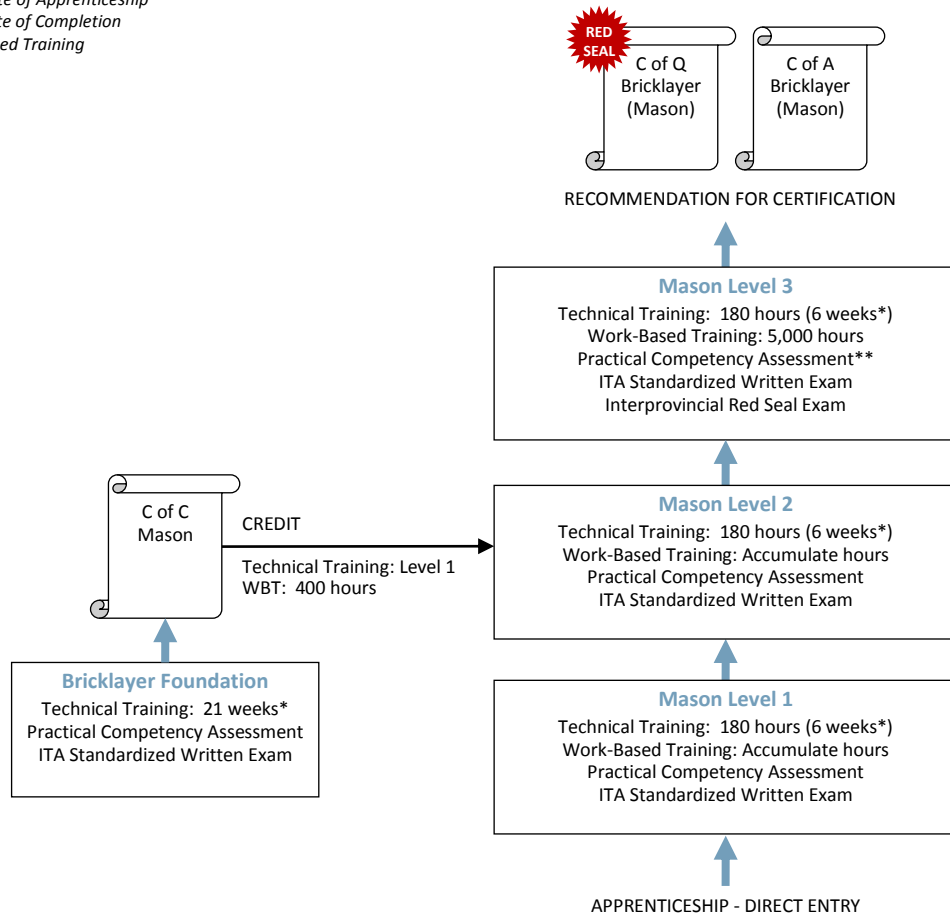 of Apprenticeship
of Completion
Training
RED
SEAL
C of Q
Bricklayer
(Mason)
C of A
Bricklayer
(Mason)
RECOMMENDATION FOR CERTIFICATION
Mason Level 3
Technical Training: 180 hours (6 weeks*)
Work-Based Training: 5,000 hours
Practical Competency Assessment**
ITA Standardized Written Exam
Interprovincial Red Seal Exam
C of C
Mason
CREDIT
Technical Training: Level 1
WBT: 400 hours
Mason Level 2
Technical Training: 180 hours (6 weeks*)
Work-Based Training: Accumulate hours
Practical Competency Assessment
ITA Standardized Written Exam
Bricklayer Foundation
Technical Training: 21 weeks*
Practical Competency Assessment
ITA Standardized Written Exam
Mason Level 1
Technical Training: 180 hours (6 weeks*)
Work-Based Training: Accumulate hours
Practical Competency Assessment
ITA Standardized Written Exam
APPRENTICESHIP - DIRECT ENTRY